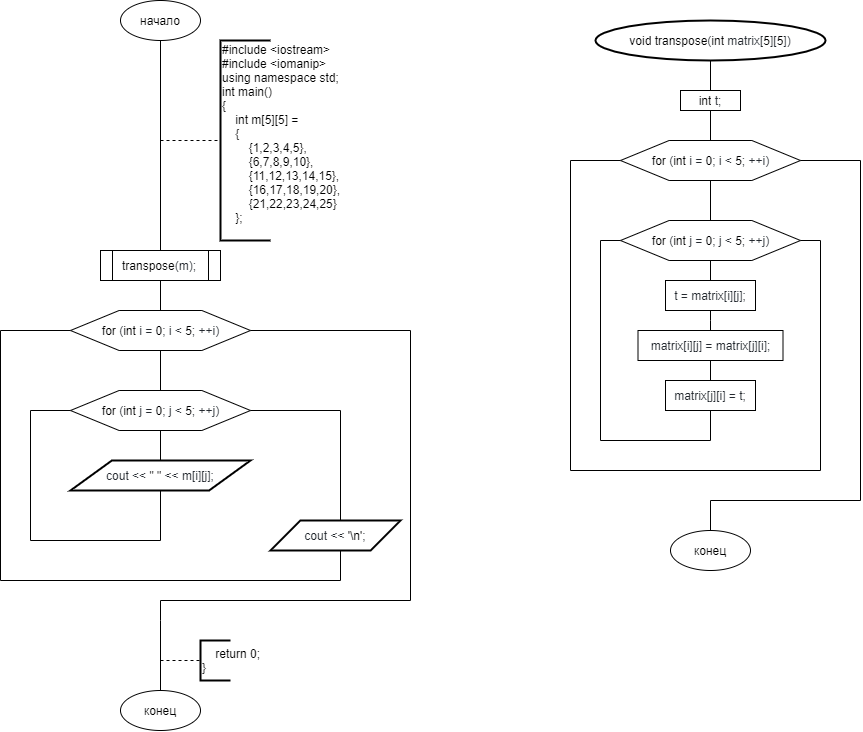 начало
#include <iostream>
#include <iomanip>
using namespace std;
int main()
{
    int m[5][5] =
    {
        {1,2,3,4,5},
        {6,7,8,9,10},
        {11,12,13,14,15},
        {16,17,18,19,20},
        {21,22,23,24,25}
    };
transpose(m);
for (int i = 0; i < 5; ++i)
for (int j = 0; j < 5; ++j)
cout << " " << m[i][j];
cout << '\n';
    return 0;
}
конец
void transpose(int matrix[5][5])
int t;
for (int i = 0; i < 5; ++i)
for (int j = 0; j < 5; ++j)
t = matrix[i][j];
matrix[i][j] = matrix[j][i];
matrix[j][i] = t;
конец